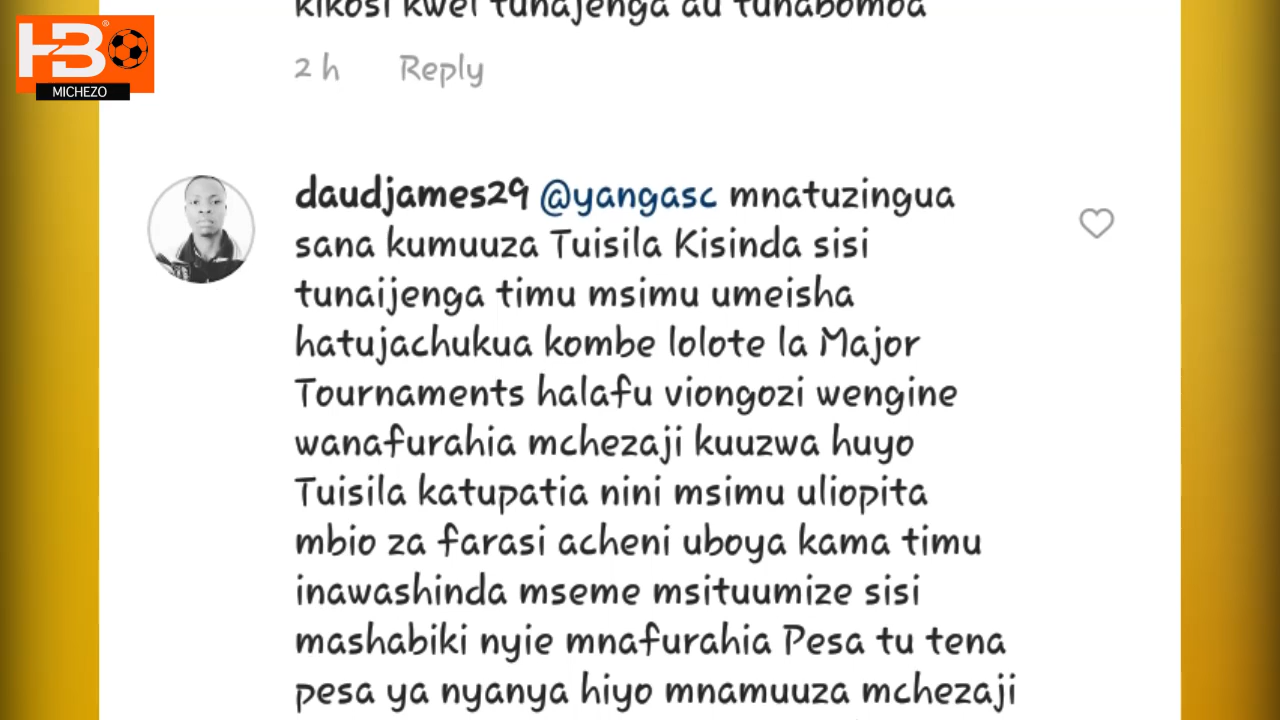 kikosi kwel tunajenga au tunabomoa
HBO
MICHEZO
2 h Reply
daudjames29 @yangasc mnatuzingua
sana kumuuza Tuisila Kisinda sisi
tunaijenga timu msimu umeisha
hatujachukua kombe lolote la Major
Tournaments halafu viongozi wengine
wanafurahia mchezaji kuuzwa huyo
Tuisila katupatia nini msimu uliopita
mbio za farasi acheni uboya kama timu
inawashinda mseme msituumize sisi
mashabiki nyie mnafurahia Pesa tu tena
pesa ya nyanya hiyo mnamuuza mchezaji